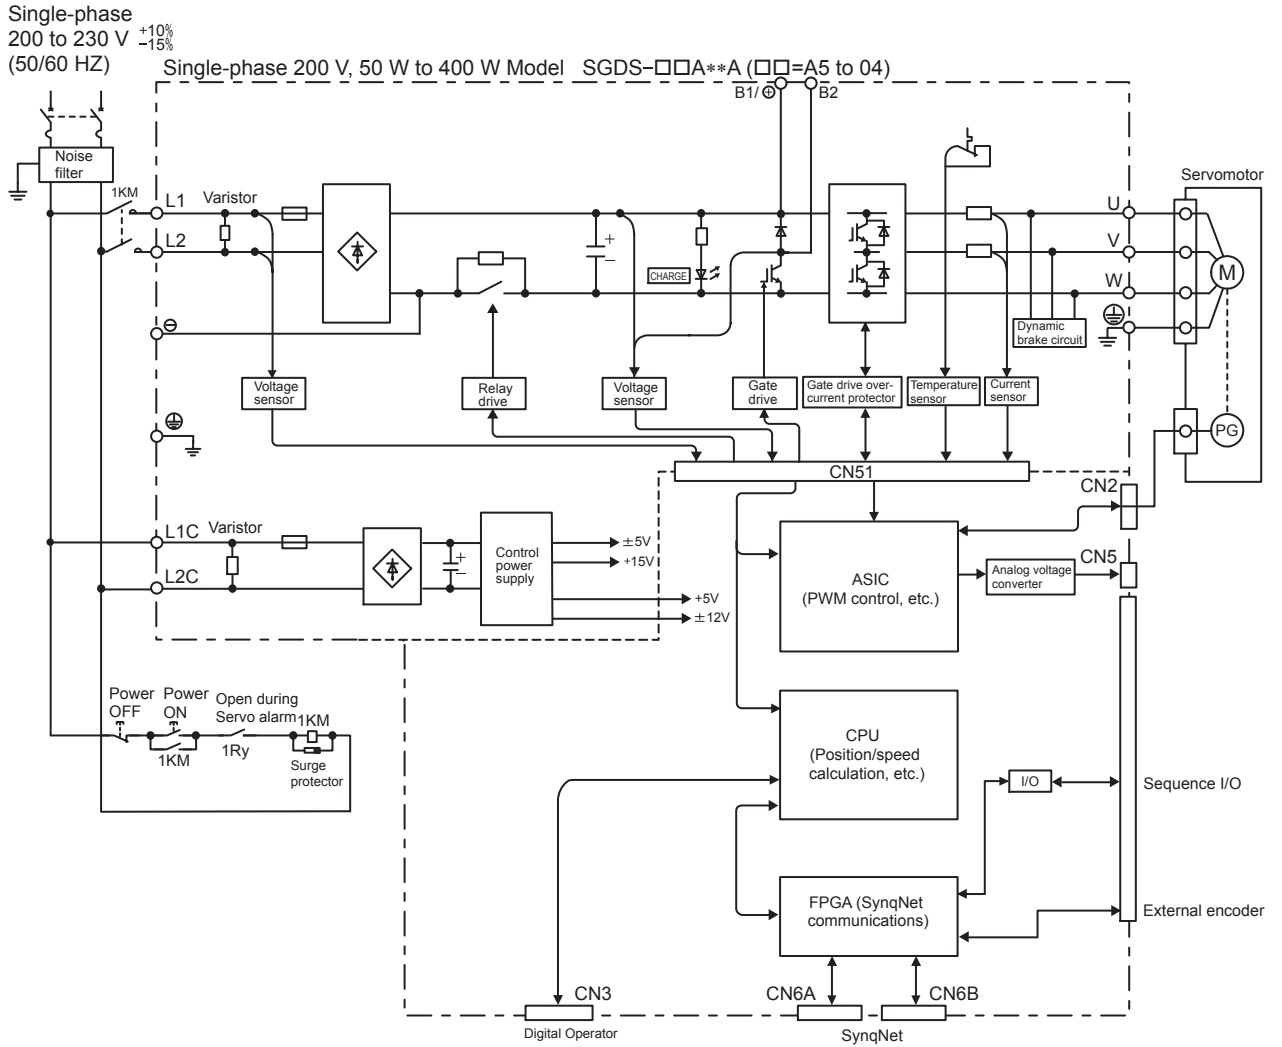 Single-phase
200 to 230 V +10% −15%
(50/60 HZ)
Single-phase 200 V, 50 W to 400 W Model SGDS−□□A∗∗A (□□=A5 to 04)
B1/⊕ B2
Noise
filter
1KM
L1
Varistor
L2
+
−
CHARGE
U
V
W
Servomotor
M
PG
⊖
Dynamic
brake circuit
Voltage
sensor
Relay
drive
Voltage
sensor
Gate
drive
Gate drive over-
current protector
Temperature
sensor
Current
sensor
CN51
CN2
L1C
Varistor
L2C
+
−
Control
power
supply
±5V
+15V
+5V
±12V
ASIC
(PWM control, etc.)
Analog voltage
converter
CN5
Power
OFF
Power
ON
1KM
Open during
Servo alarm
1Ry
1KM
Surge
protector
CPU
(Position/speed
calculation, etc.)
I/O
Sequence I/O
FPGA (SynqNet
communications)
External encoder
CN3
CN6A
CN6B
Digital Operator
SynqNet